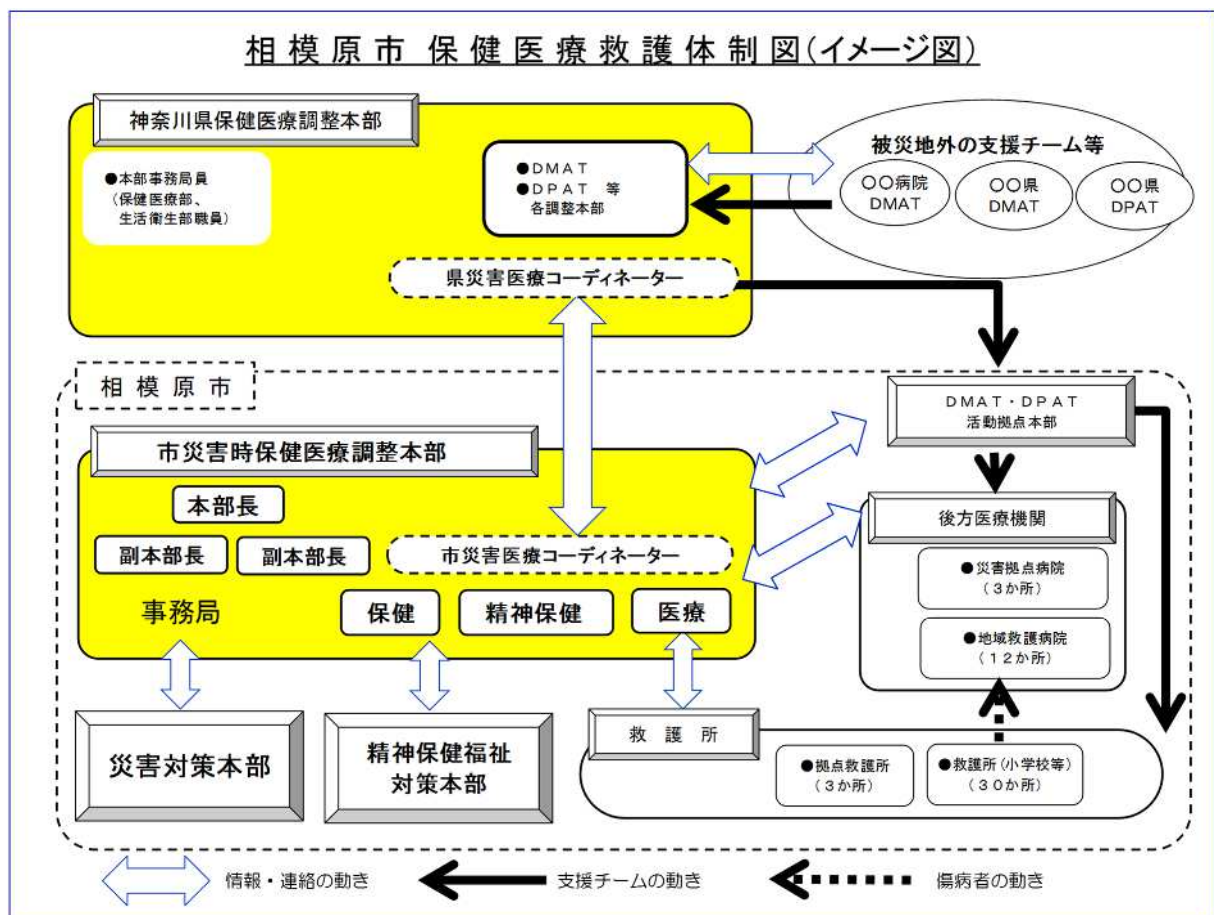 相模原市 保健医療救護体制図(イメージ図)
神奈川県保健医療調整本部
●本部事務局員
(保健医療部、
生活衛生部職員)
●DMAT
●DPAT 等
各調整本部
被災地外の支援チーム等
〇〇病院
DMAT
〇〇県
DMAT
〇〇県
DPAT
県災害医療コーディネーター
相模原市
DMAT・DPAT
活動拠点本部
市災害時保健医療調整本部
本部長
副本部長
副本部長
市災害医療コーディネーター
事務局
保健
精神保健
医療
後方医療機関
●災害拠点病院
(3か所)
●地域救護病院
(12か所)
災害対策本部
精神保健福祉
対策本部
救護所
●拠点救護所
(3か所)
●救護所(小学校等)
(30か所)
情報・連絡の動き
支援チームの動き
傷病者の動き